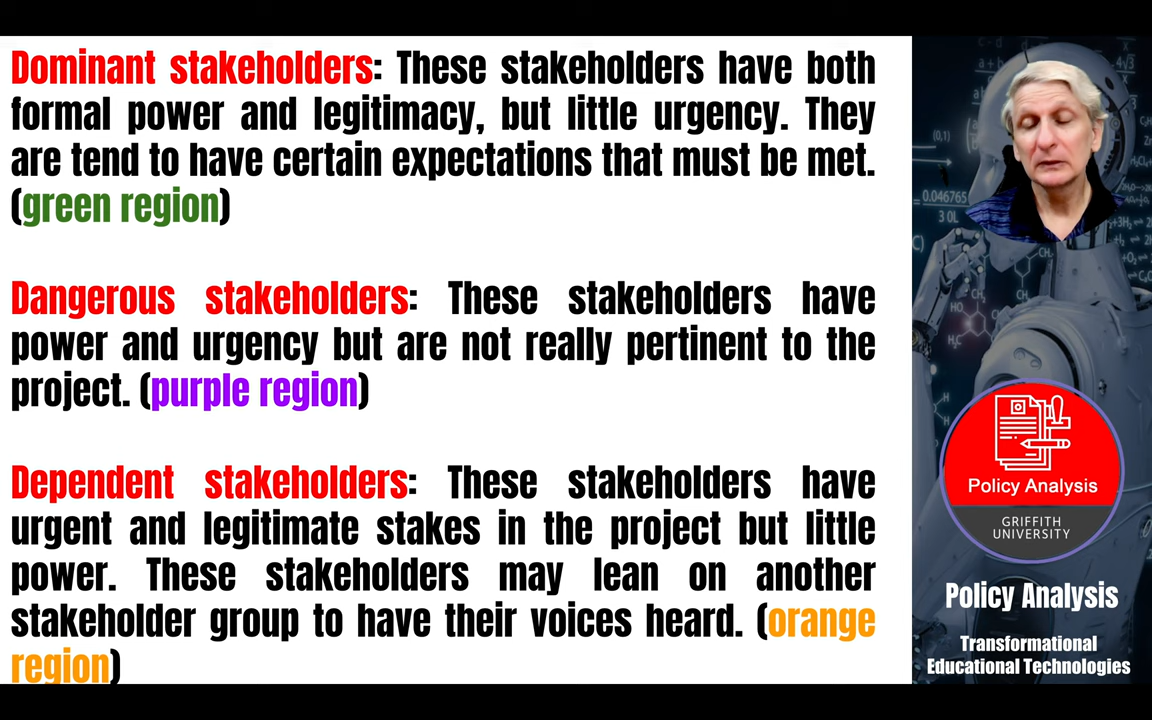 Dominant stakeholders: These stakeholders have both
formal power and legitimacy, but little urgency. They
are tend to have certain expectations that must be met.
(green region)
Dangerous stakeholders: These stakeholders have
power and urgency but are not really pertinent to the
project. (purple region)
Dependent stakeholders: These stakeholders have
urgent and legitimate stakes in the project but little
power. These stakeholders may lean on another
stakeholder group to have their voices heard. (orange
region)
Policy Analysis
GRIFFITH
UNIVERSITY
Policy Analysis
Transformational
Educational Technologies